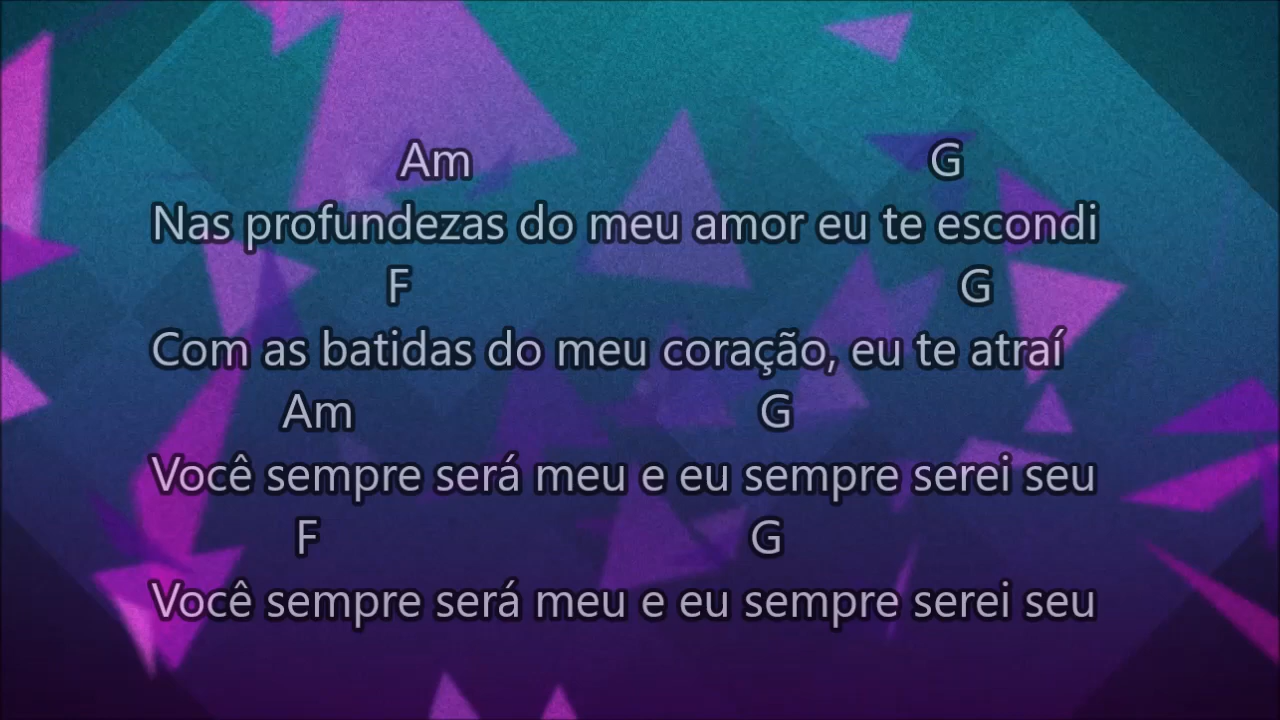 Am G
Nas profundezas do meu amor eu te escondi
F G
Com as batidas do meu coração, eu te atraí
Am G
Você sempre será meu e eu sempre serei seu
F G
Você sempre será meu e eu sempre serei seu